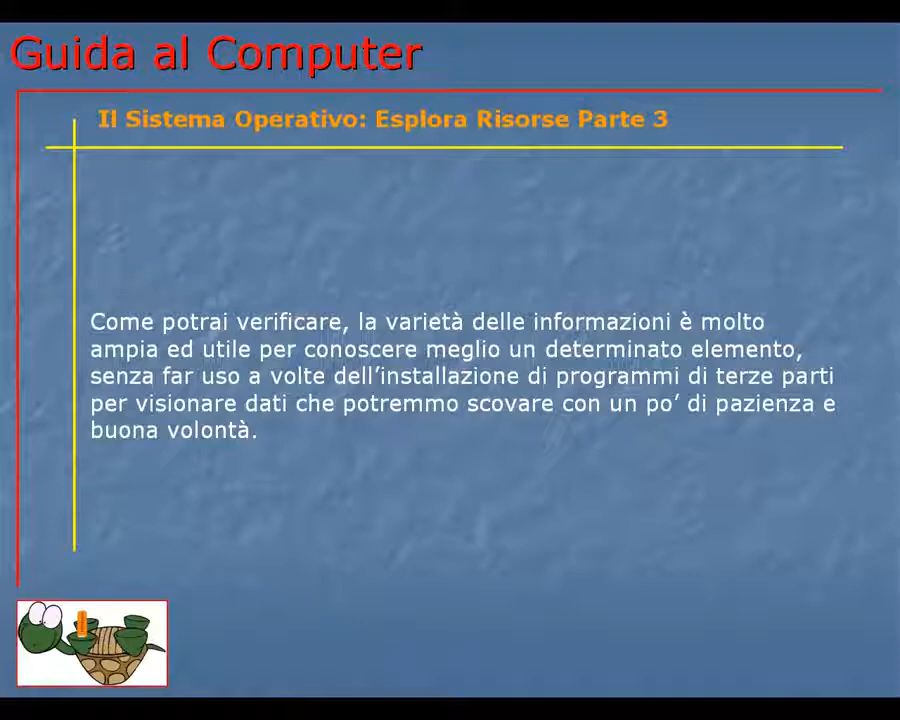 Guida al Computer
Il Sistema Operativo: Esplora Risorse Parte 3
Come potrai verificare, la varietà delle informazioni è molto
ampia ed utile per conoscere meglio un determinato elemento,
senza far uso a volte dell’installazione di programmi di terze parti
per visionare dati che potremmo scovare con un po’ di pazienza e
buona volontà.